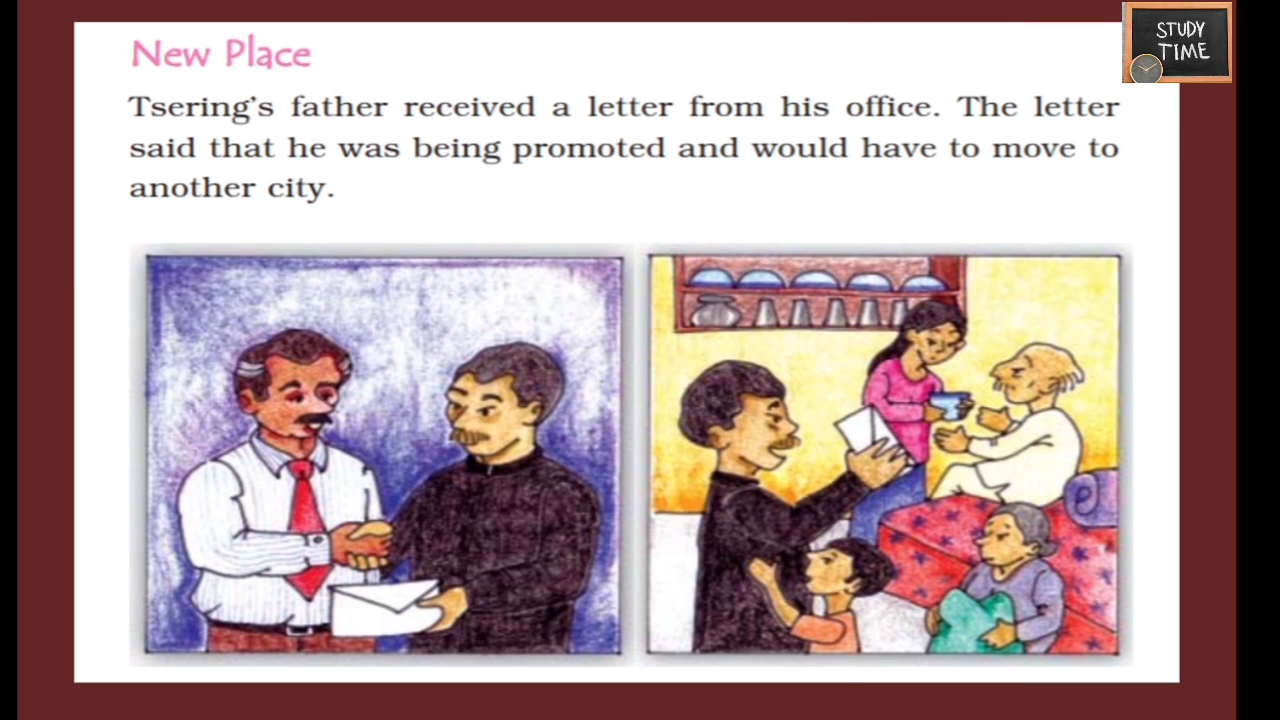 New Place
STUDY
TIME
Tsering's father received a letter from his office. The letter
said that he was being promoted and would have to move to
another city.